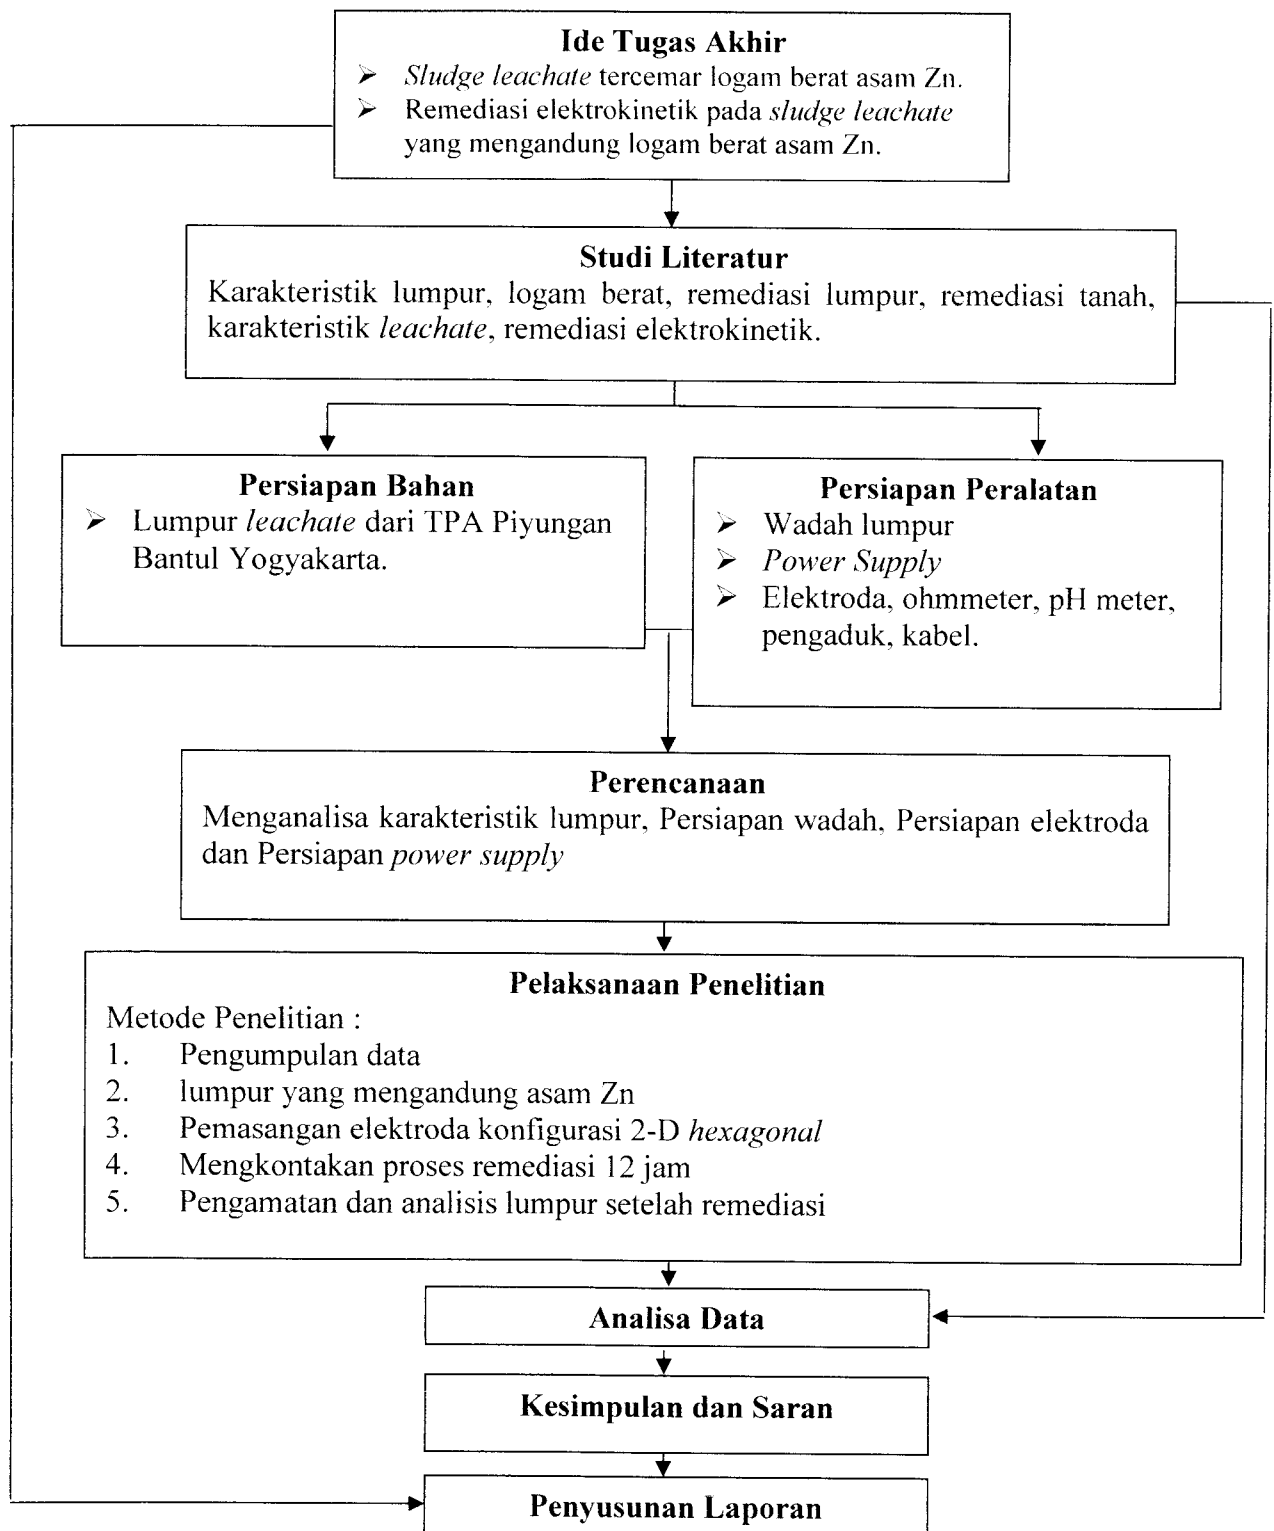 Ide Tugas Akhir
➢ Sludge leachate tercemar logam berat asam Zn.
➢ Remediasi elektrokinetik pada sludge leachate
yang mengandung logam berat asam Zn.
Studi Literatur
Karakteristik lumpur, logam berat, remediasi lumpur, remediasi tanah,
karakteristik leachate, remediasi elektrokinetik.
Persiapan Bahan
➢ Lumpur leachate dari TPA Piyungan
Bantul Yogyakarta.
Persiapan Peralatan
➢ Wadah lumpur
➢ Power Supply
➢ Elektroda, ohmmeter, pH meter,
pengaduk, kabel.
Perencanaan
Menganalisa karakteristik lumpur, Persiapan wadah, Persiapan elektroda
dan Persiapan power supply
Pelaksanaan Penelitian
Metode Penelitian :
1. Pengumpulan data
2. lumpur yang mengandung asam Zn
3. Pemasangan elektroda konfigurasi 2-D hexagonal
4. Mengkontakan proses remediasi 12 jam
5. Pengamatan dan analisis lumpur setelah remediasi
Analisa Data
Kesimpulan dan Saran
Penyusunan Laporan